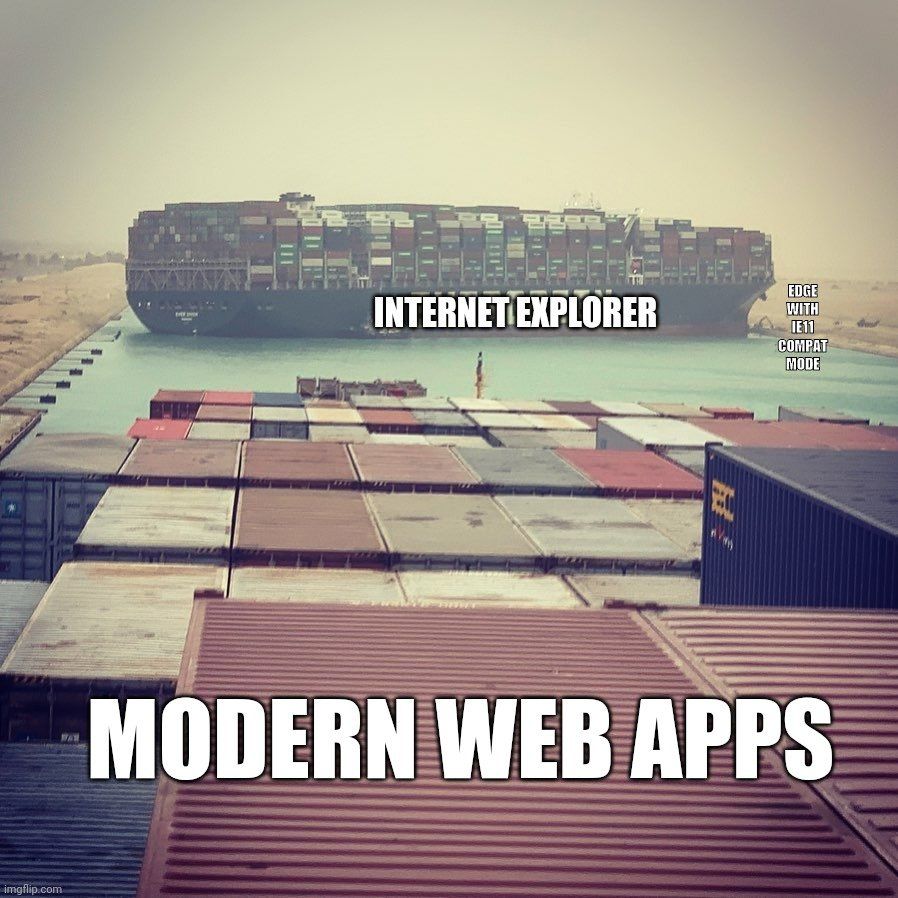 INTERNET EXPLORER
EDGE
WITH
IE11
COMPAT
MODE
MODERN WEB APPS
imgflip.com